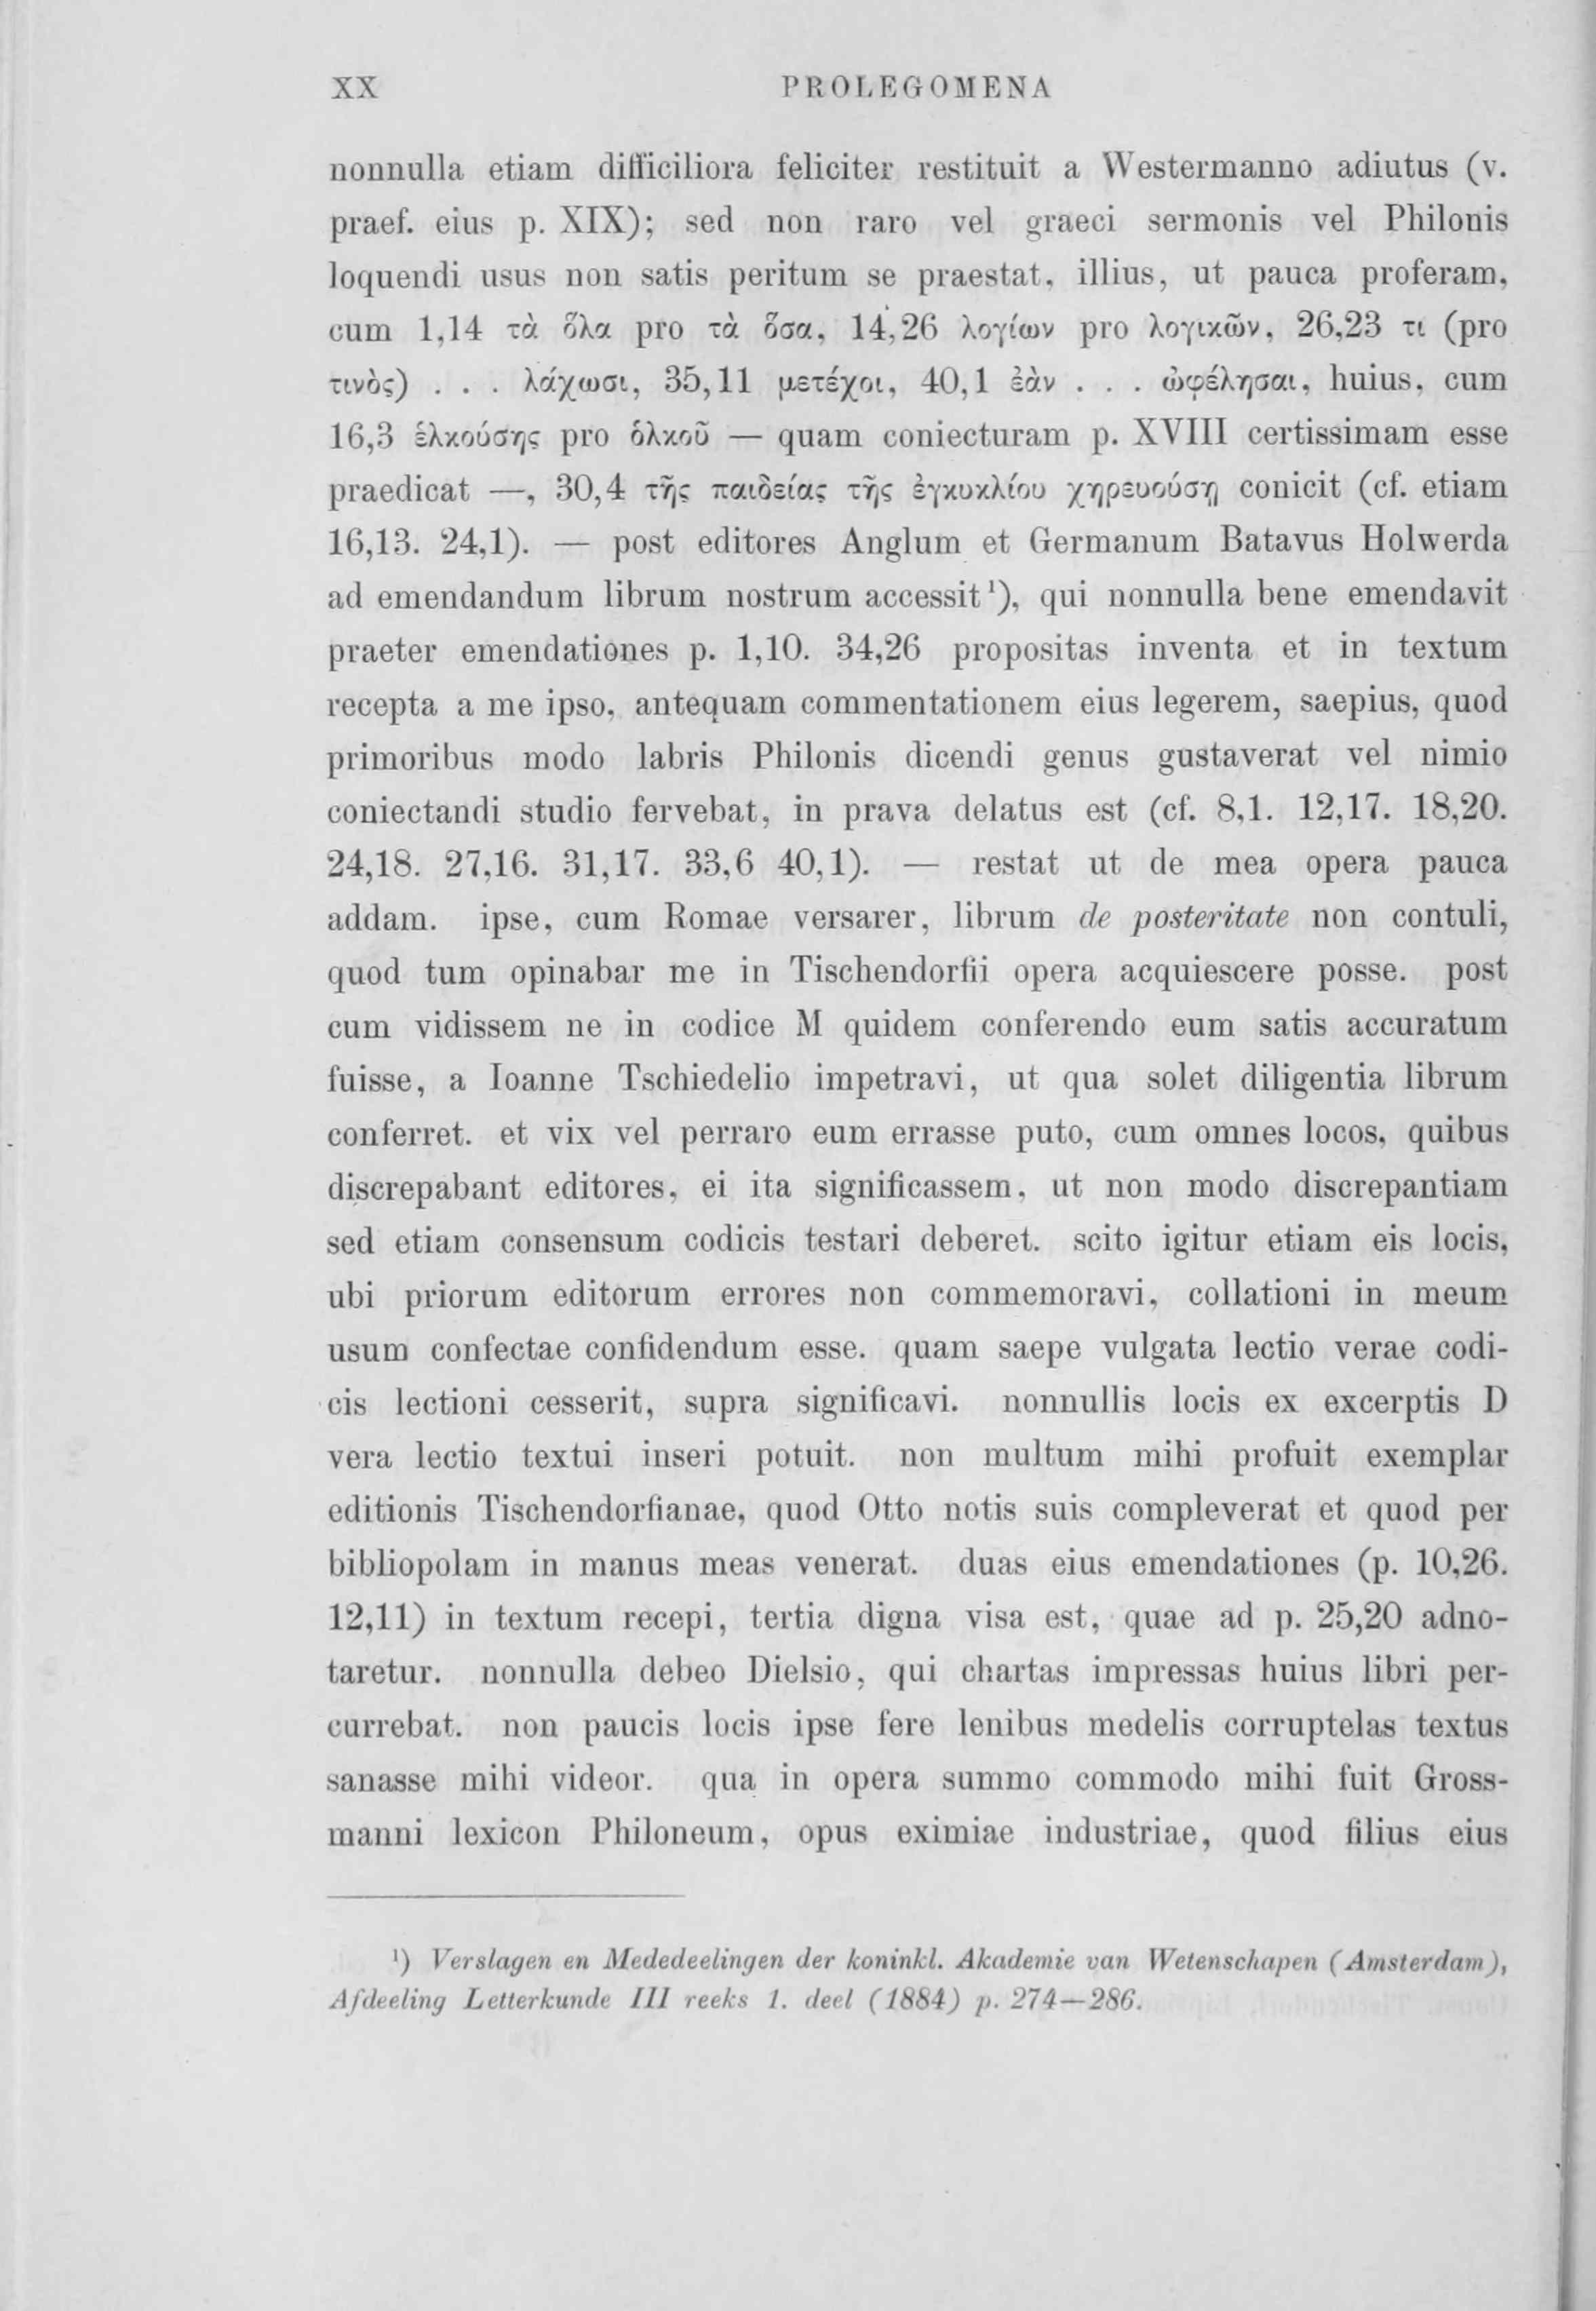 XX PROLEGOMENA
nonnulla etiam difficiliora feliciter restituit a Westermanno adiutus (v.
praef. eius p. XIX); sed non raro vel graeci sermonis vel Philonis
loquendi usus non satis peritum se praestat, illius, ut pauca proferam,
cum 1,14 τὰ ὅλα pro τὰ ὅσα, 14,26 λογίων pro λογικῶν, 26,23 τι (pro
τινὸς) . . . λάχωσι, 35,11 μετέχοι, 40,1 ἐὰν . . . ὠφέλησαι, huius, cum
16,3 ἑλκούσης pro ὁλκοῦ — quam coniecturam p. XVIII certissimam esse
praedicat —, 30,4 τῆς παιδείας τῆς ἐγκυκλίου χηρευούσῃ conicit (cf. etiam
16,13. 24,1). — post editores Anglum et Germanum Batavus Holwerda
ad emendandum librum nostrum accessit¹), qui nonnulla bene emendavit
praeter emendationes p. 1,10. 34,26 propositas inventa et in textum
recepta a me ipso, antequam commentationem eius legerem, saepius, quod
primoribus modo labris Philonis dicendi genus gustaverat vel nimio
coniectandi studio fervebat, in prava delatus est (cf. 8,1. 12,17. 18,20.
24,18. 27,16. 31,17. 33,6 40,1). — restat ut de mea opera pauca
addam. ipse, cum Romae versarer, librum de posteritate non contuli,
quod tum opinabar me in Tischendorfii opera acquiescere posse. post
cum vidissem ne in codice M quidem conferendo eum satis accuratum
fuisse, a Ioanne Tschiedelio impetravi, ut qua solet diligentia librum
conferret. et vix vel perraro eum errasse puto, cum omnes locos, quibus
discrepabant editores, ei ita significassem, ut non modo discrepantiam
sed etiam consensum codicis testari deberet. scito igitur etiam eis locis,
ubi priorum editorum errores non commemoravi, collationi in meum
usum confectae confidendum esse. quam saepe vulgata lectio verae codi-
cis lectioni cesserit, supra significavi. nonnullis locis ex excerptis D
vera lectio textui inseri potuit. non multum mihi profuit exemplar
editionis Tischendorfianae, quod Otto notis suis compleverat et quod per
bibliopolam in manus meas venerat. duas eius emendationes (p. 10,26.
12,11) in textum recepi, tertia digna visa est, quae ad p. 25,20 adno-
taretur. nonnulla debeo Dielsio, qui chartas impressas huius libri per-
currebat. non paucis locis ipse fere lenibus medelis corruptelas textus
sanasse mihi videor. qua in opera summo commodo mihi fuit Gross-
manni lexicon Philoneum, opus eximiae industriae, quod filius eius
¹) Verslagen en Mededeelingen der koninkl. Akademie van Wetenschapen (Amsterdam),
Afdeeling Letterkunde III reeks 1. deel (1884) p. 274—286.